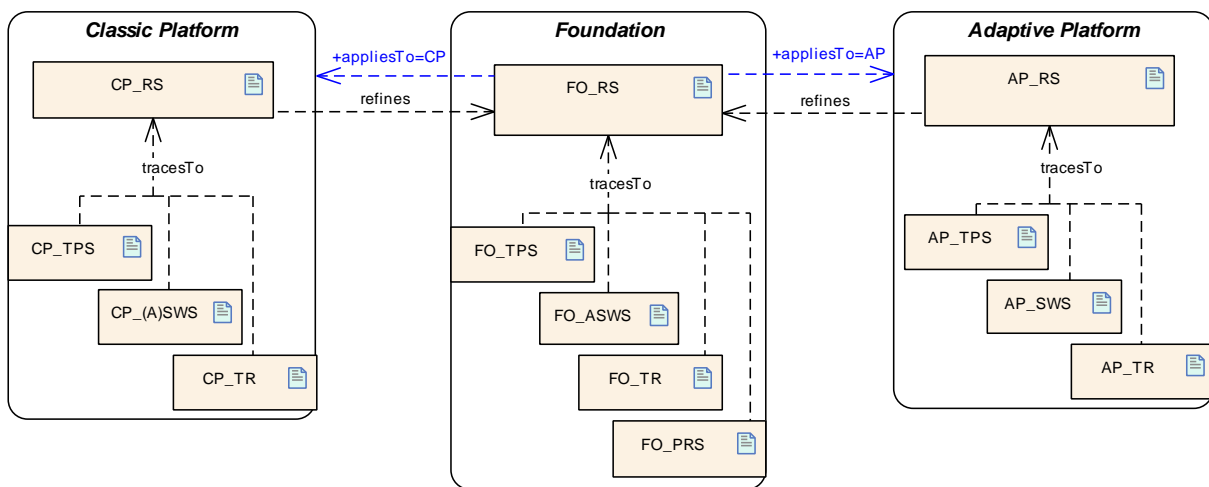 Classic Platform
Foundation
Adaptive Platform
+appliesTo=CP
+appliesTo=AP
CP_RS
FO_RS
AP_RS
refines
refines
tracesTo
tracesTo
tracesTo
CP_TPS
FO_TPS
AP_TPS
CP_(A)SWS
FO_ASWS
AP_SWS
CP_TR
FO_TR
AP_TR
FO_PRS